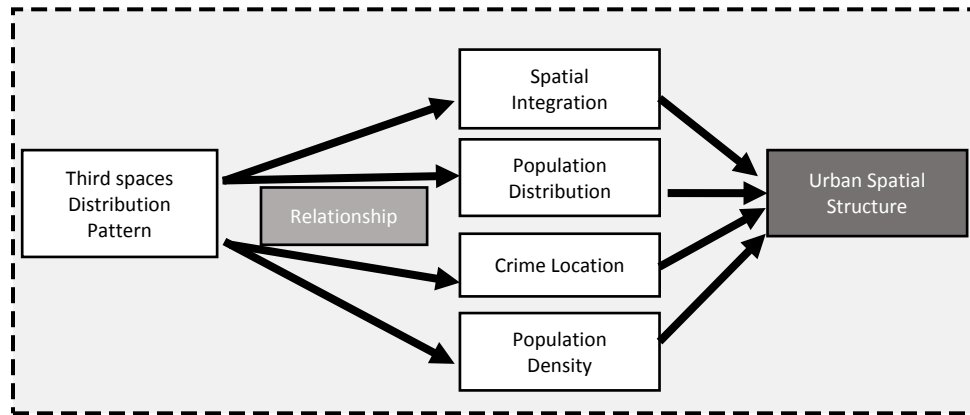 Third spaces
Distribution
Pattern
Relationship
Spatial
Integration
Population
Distribution
Crime Location
Population
Density
Urban Spatial
Structure